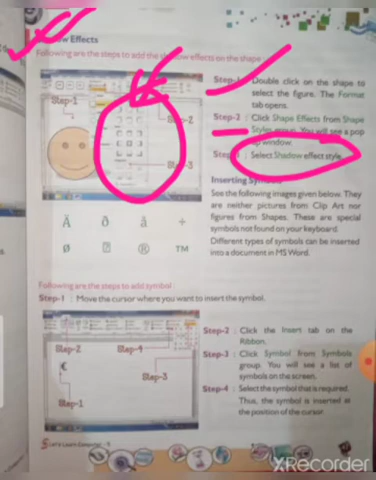 ow Effects
Following are the steps to add the shadow effects on the shape
Step-1
Step-2
Step-3
Double click on the shape to
select the figure. The Format
tab opens.
Step-2 : Click Shape Effects from Shape
Styles group. You will see a pop
up window.
Step : Select Shadow effect style.
Inserting Sy
See the following images given below. They
are neither pictures from Clip Art nor
figures from Shapes. These are special
symbols not found on your keyboard.
Different types of symbols can be inserted
into a document in MS Word.
Ä ð â ÷
ø ® TM
Following are the steps to add symbol
Step-1 : Move the cursor where you want to insert the symbol.
Step-2 Step-4
€ Step-3
Step-1
Step-2 : Click the Insert tab on the
Ribbon.
Step-3 : Click Symbol from Symbols
group. You will see a list of
symbols on the screen.
Step-4 : Select the symbol that is required.
Thus, the symbol is inserted at
the position of the cursor.
Let's Learn Computer - 5
XRecorder